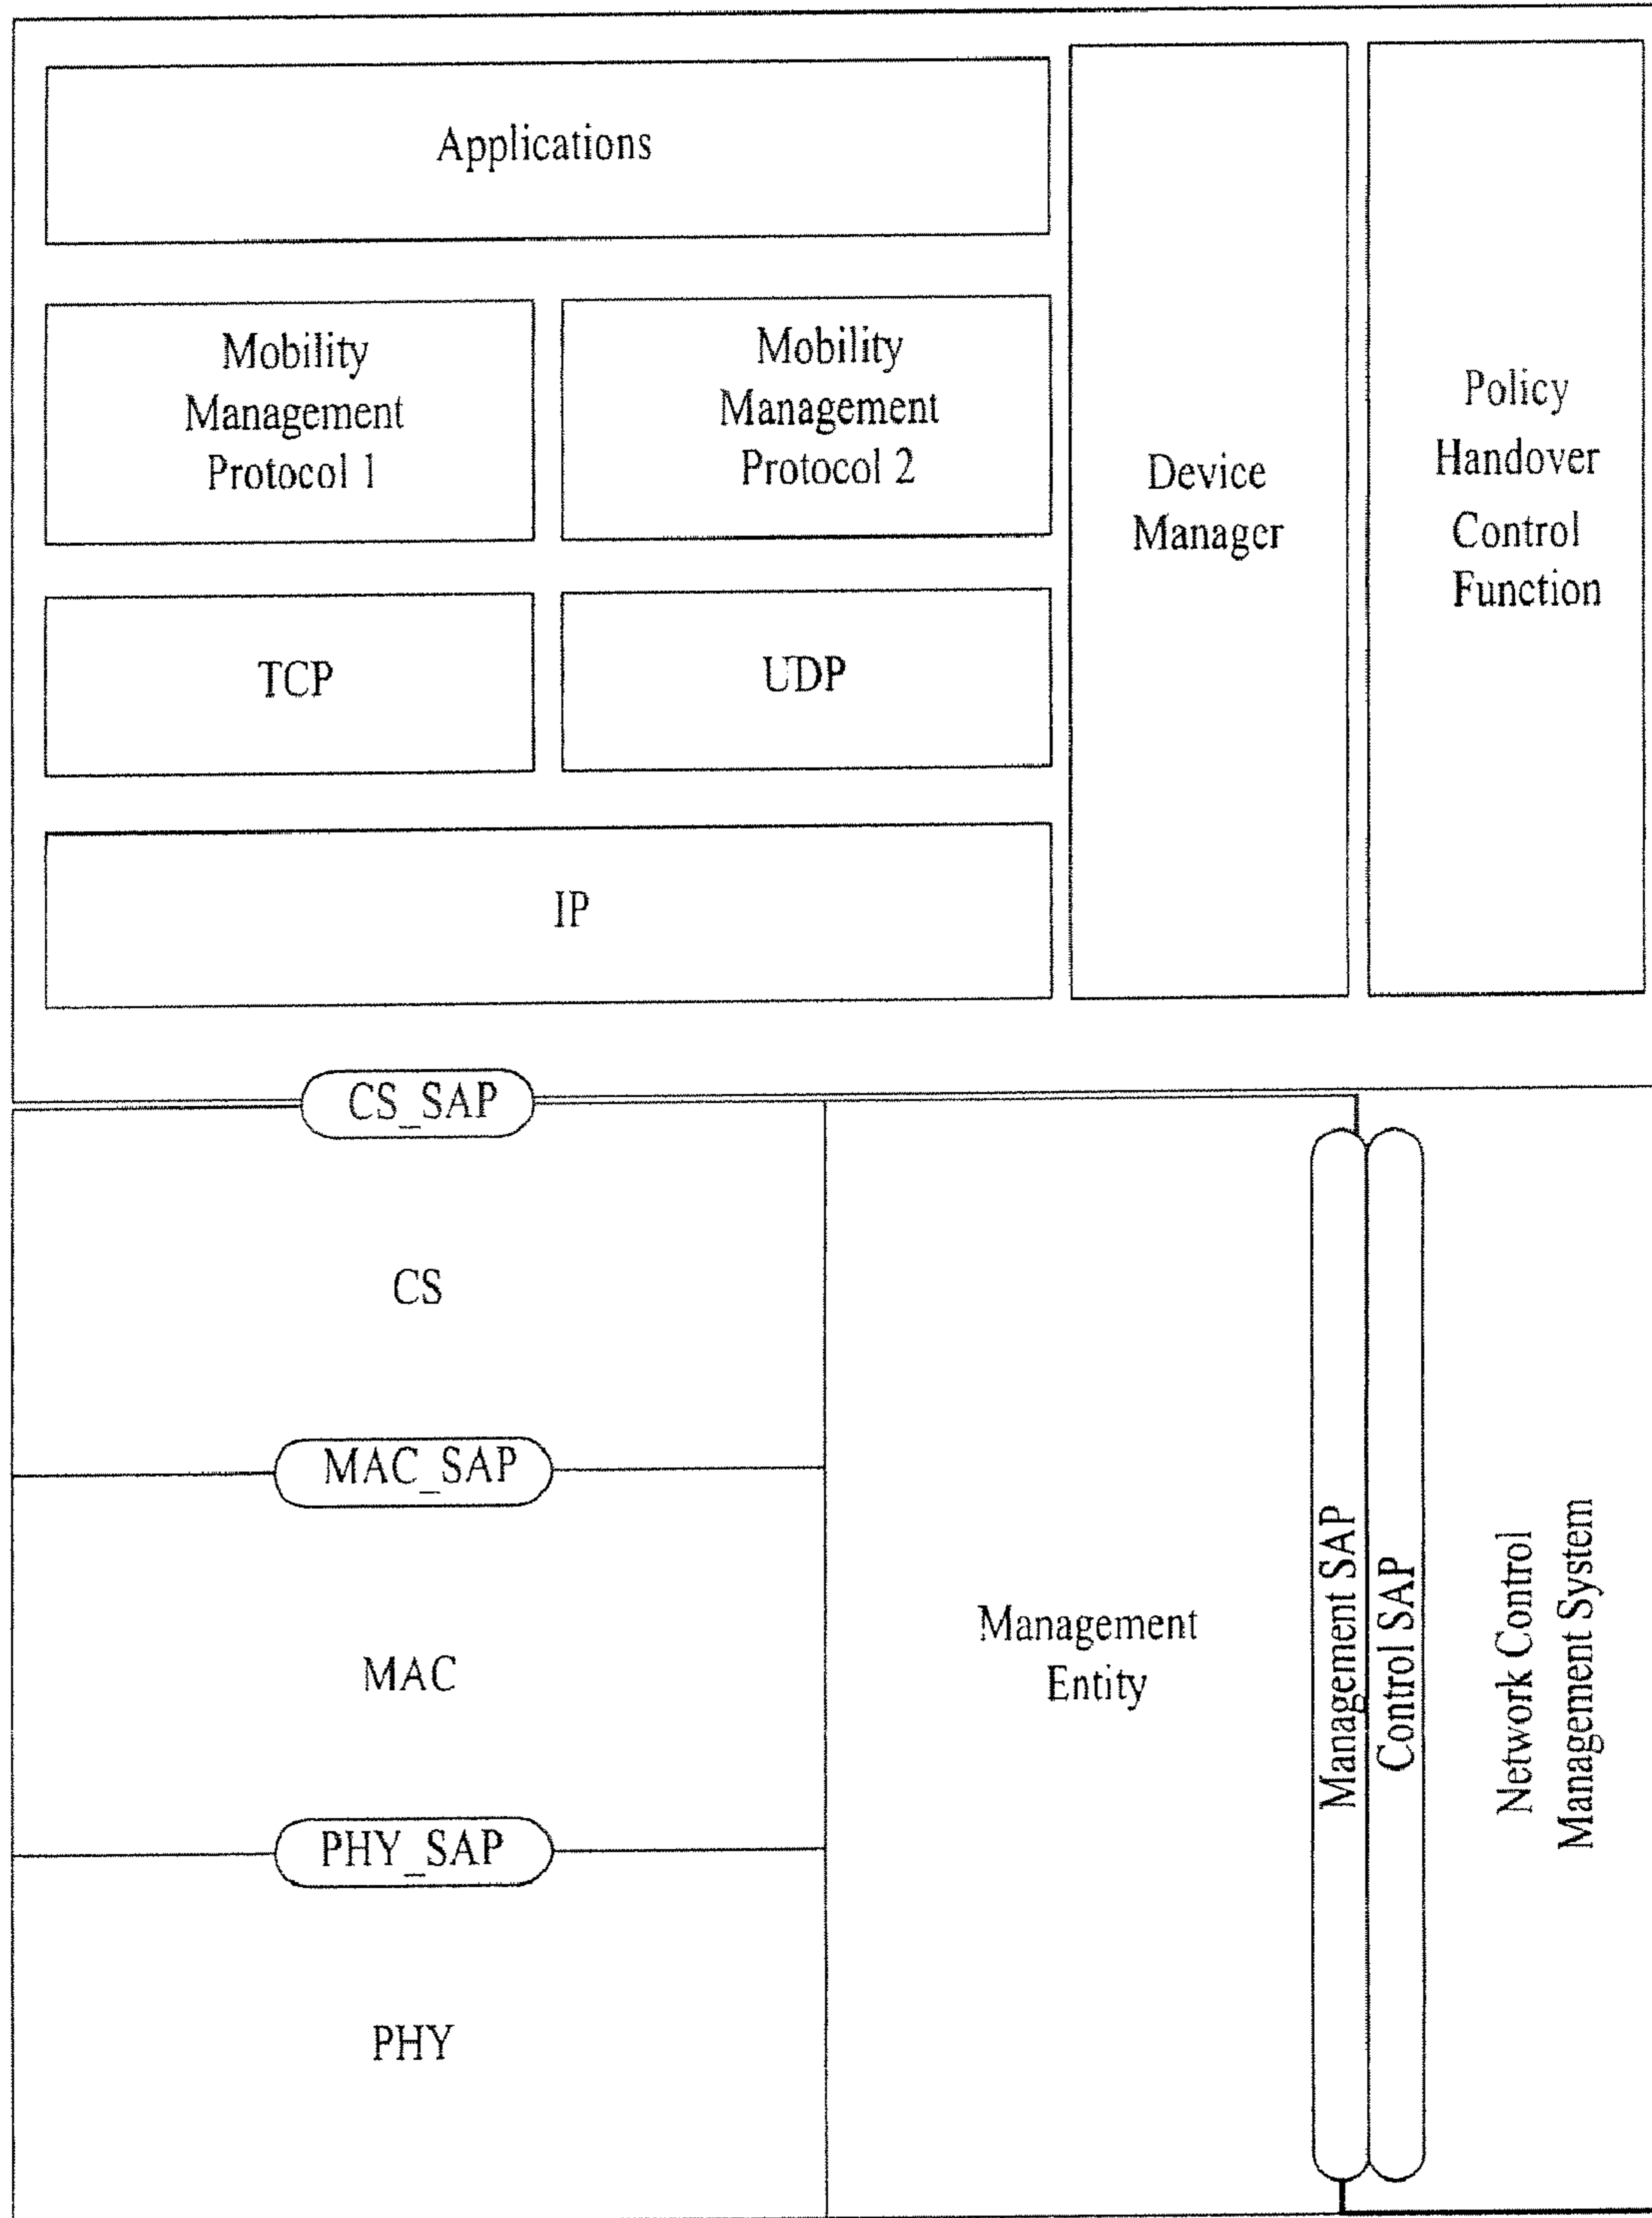 Applications
Mobility
Management
Protocol 1
Mobility
Management
Protocol 2
Device
Manager
Policy
Handover
Control
Function
TCP
UDP
IP
CS_SAP
CS
MAC_SAP
MAC
PHY_SAP
PHY
Management
Entity
Management SAP
Control SAP
Network Control
Management System